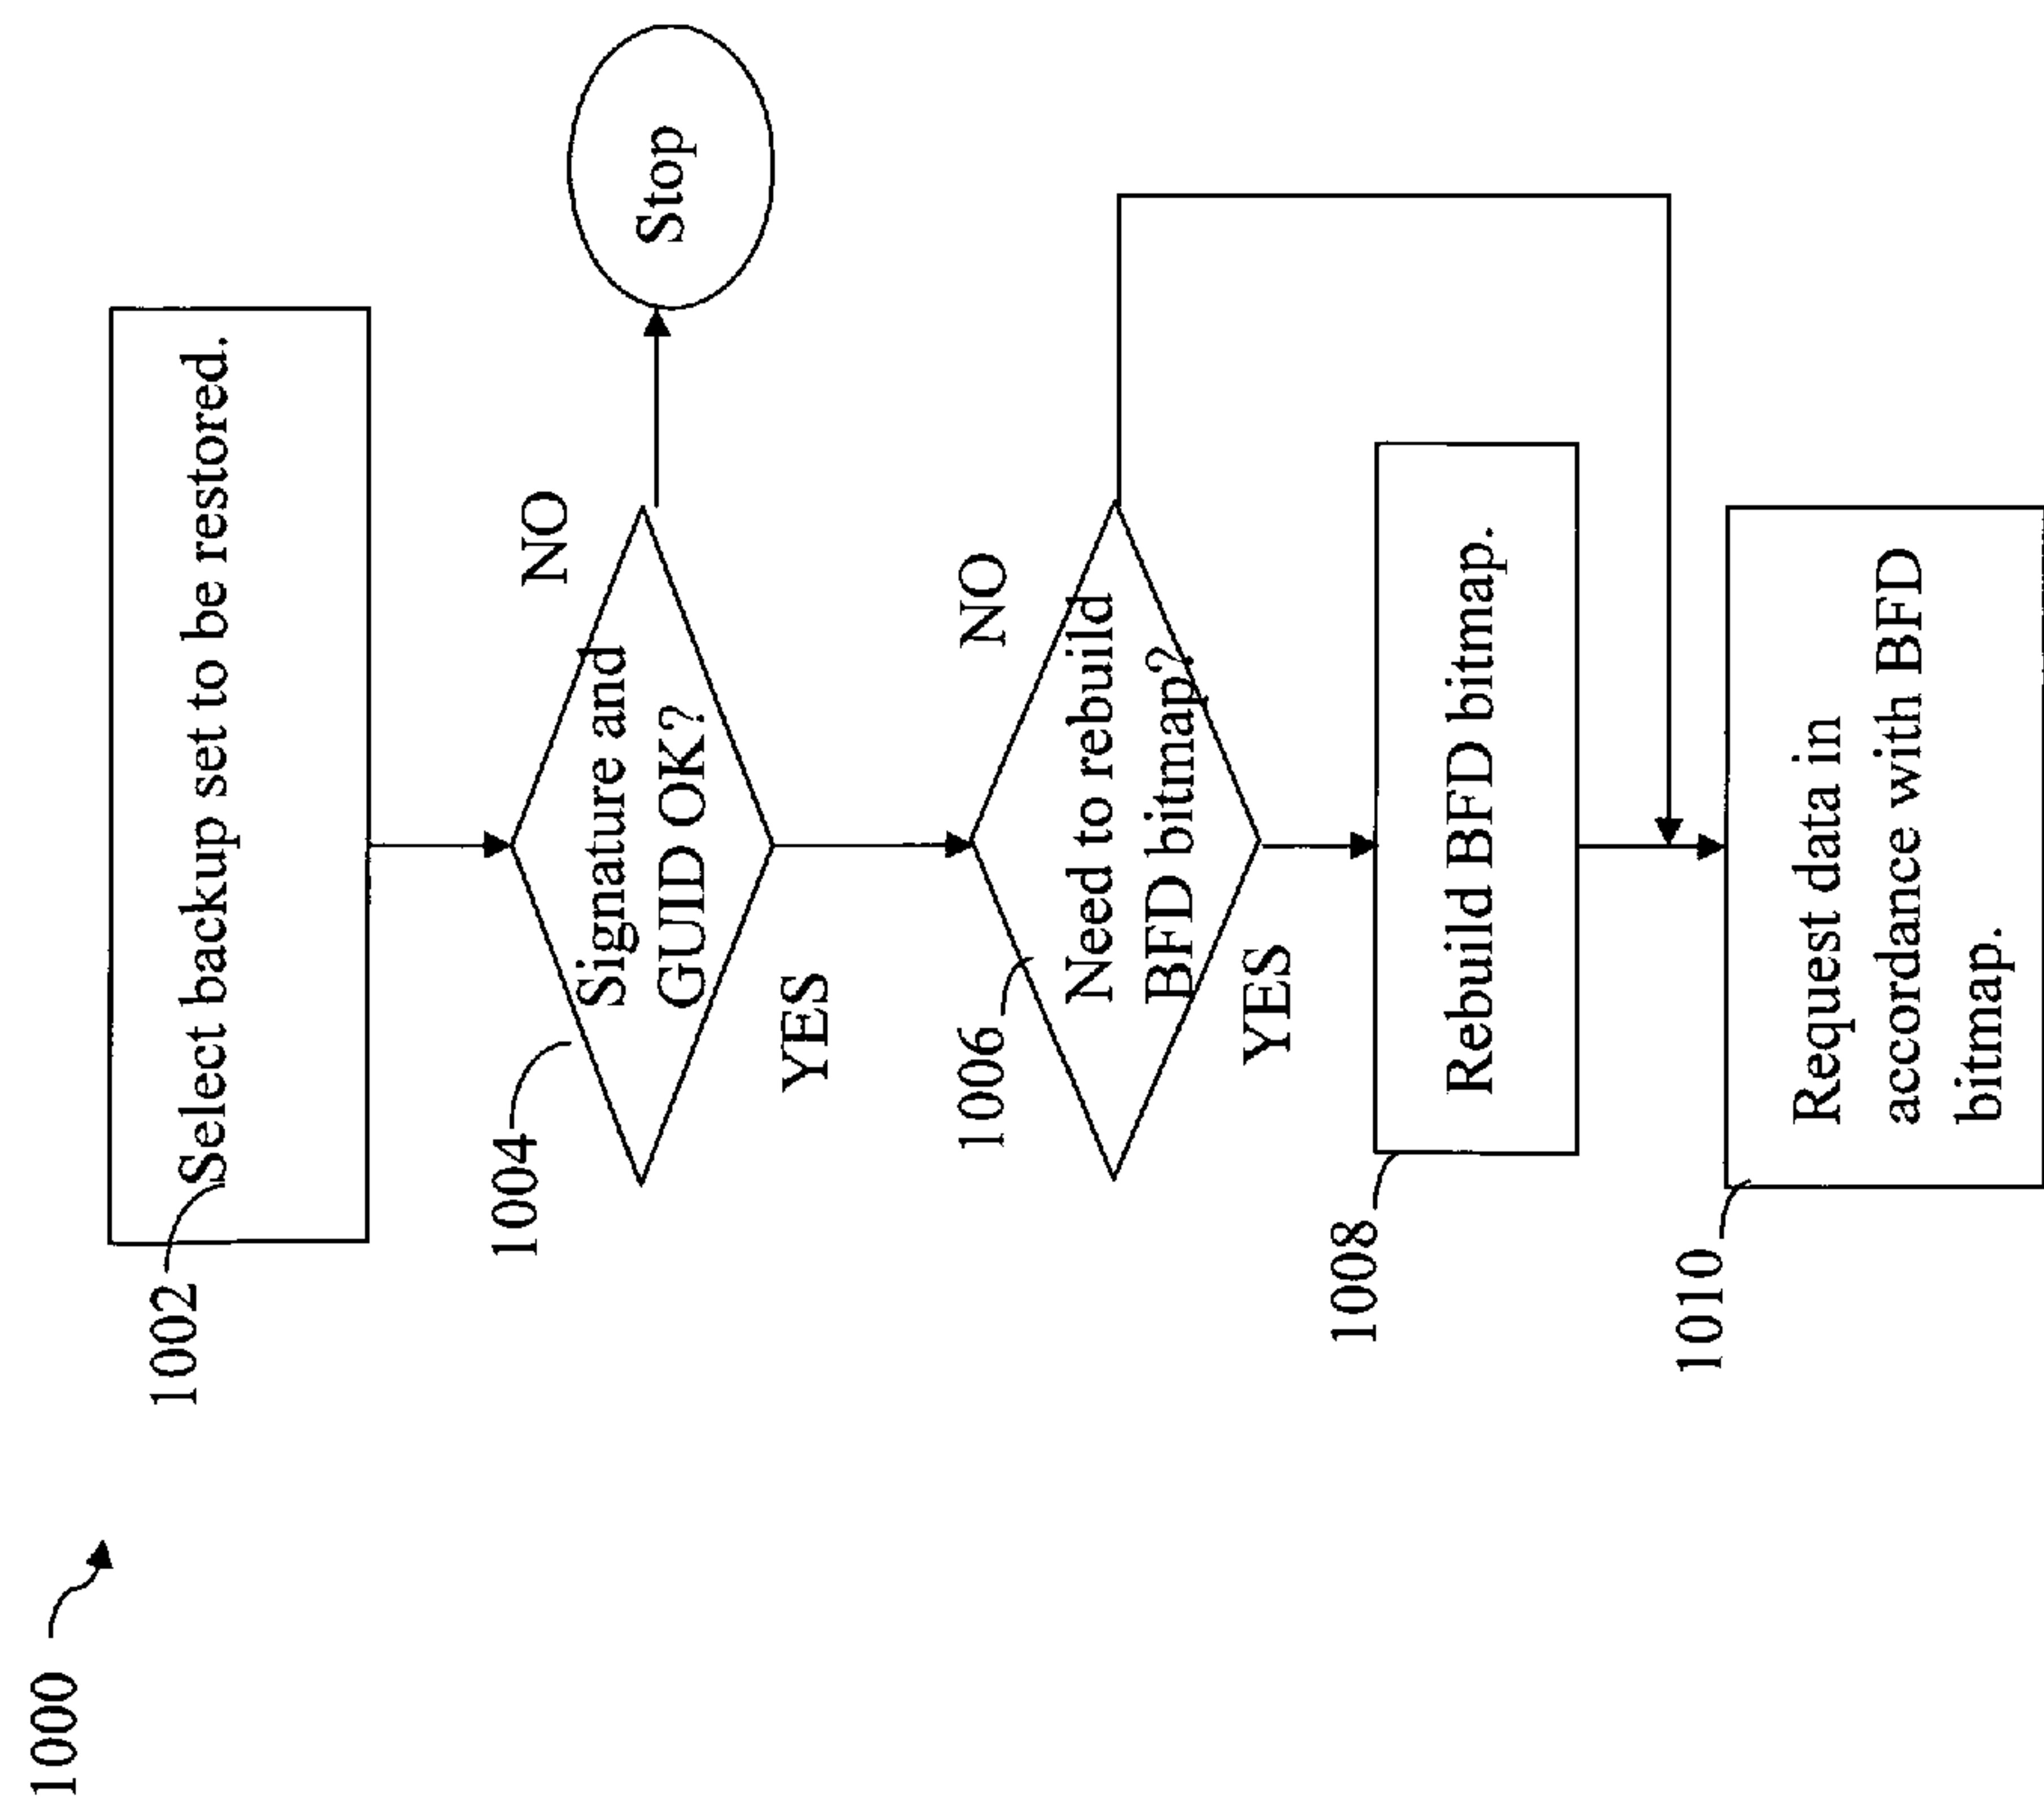 1000
1002
Select backup set to be restored.
1004
Signature and
GUID OK?
NO
Stop
YES
1006
Need to rebuild
BFD bitmap?
NO
YES
1008
Rebuild BFD bitmap.
1010
Request data in
accordance with BFD
bitmap.